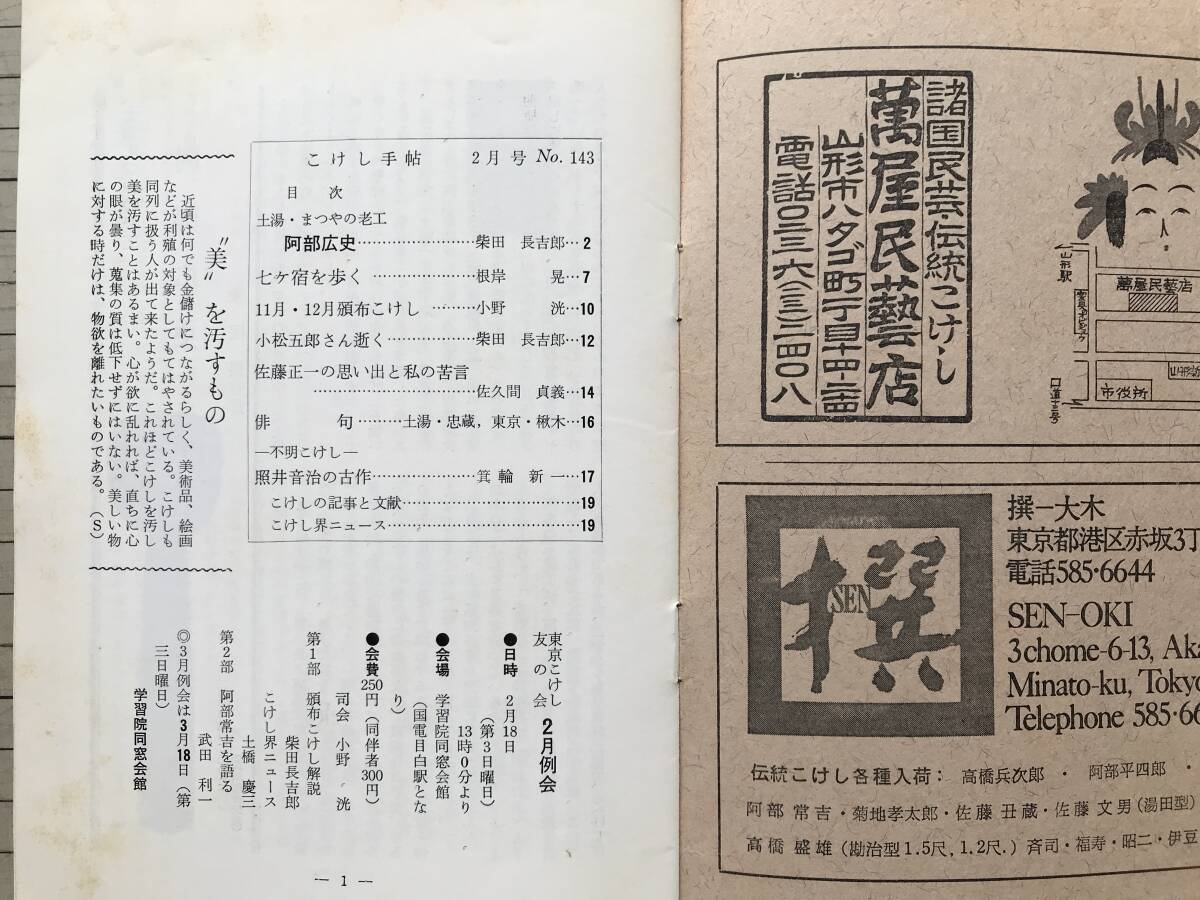 こけし手帖 2月号 No. 143
目次
土湯・まつやの老工
阿部広史……………………柴田 長吉郎…2
七ケ宿を歩く…………………根岸 晃…7
11月・12月頒布こけし………小野 洸…10
小松五郎さん逝く……………柴田 長吉郎…12
佐藤正一の思い出と私の苦言
……………………………佐久間 貞義…14
俳句………土湯・忠蔵，東京・楸木…16
―不明こけし―
照井音治の古作………………箕輪 新一…17
こけしの記事と文献……………………………19
こけし界ニュース………………………………19
〝美〟を汚すもの
近頃は何でも金儲けにつながるらしく、美術品、絵画
などが利殖の対象としてもてはやされている。こけしも
同列に扱う人が出て来たようだ。これほどこけしを汚し
美を汚すことはあるまい。心が欲に乱れれば、直ちに心
の眼が曇り、蒐集の質は低下せずにはいない。美しい物
に対する時だけは、物欲を離れたいものである。（S）
東京こけし
友の会
2月例会
●日時 2月18日
（第3日曜日）
13時0分より
●会場 学習院同窓会館
（国電目白駅とな
り）
●会費 250円（同伴者300円）
司会 小野 洸
第1部 頒布こけし解説
柴田長吉郎
こけし界ニュース
土橋 慶三
第2部 阿部常吉を語る
武田 利一
◎3月例会は3月18日（第
三日曜日）
学習院同窓会館
― 1 ―
諸国民芸・伝統こけし
萬屋民藝店
山形市ハタゴ町二丁目十四―二十四
電話〇二三六(三)二四〇八
山形駅
萬屋民芸店
市役所
撰
SEN
撰一大木
東京都港区赤坂3丁
電話585・6644
SEN-OKI
3chome-6-13, Aka
Minato-ku, Tokyo
Telephone 585・66
伝統こけし各種入荷： 高橋兵次郎 ・ 阿部平四郎 ・
阿部常吉・菊地孝太郎・佐藤丑蔵・佐藤文男（湯田型）
高橋盛雄（勘治型1.5尺，1.2尺．）斉司・福寿・昭二・伊豆